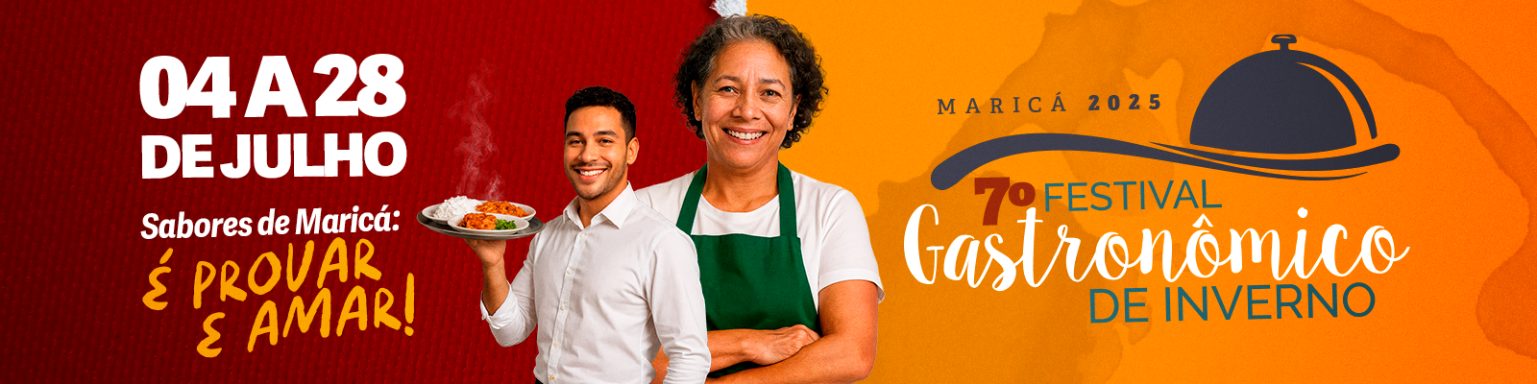 04 A 28
DE JULHO
Sabores de Maricá:
É PROVAR
E AMAR!
MARICÁ 2025
7º FESTIVAL
Gastronômico
DE INVERNO